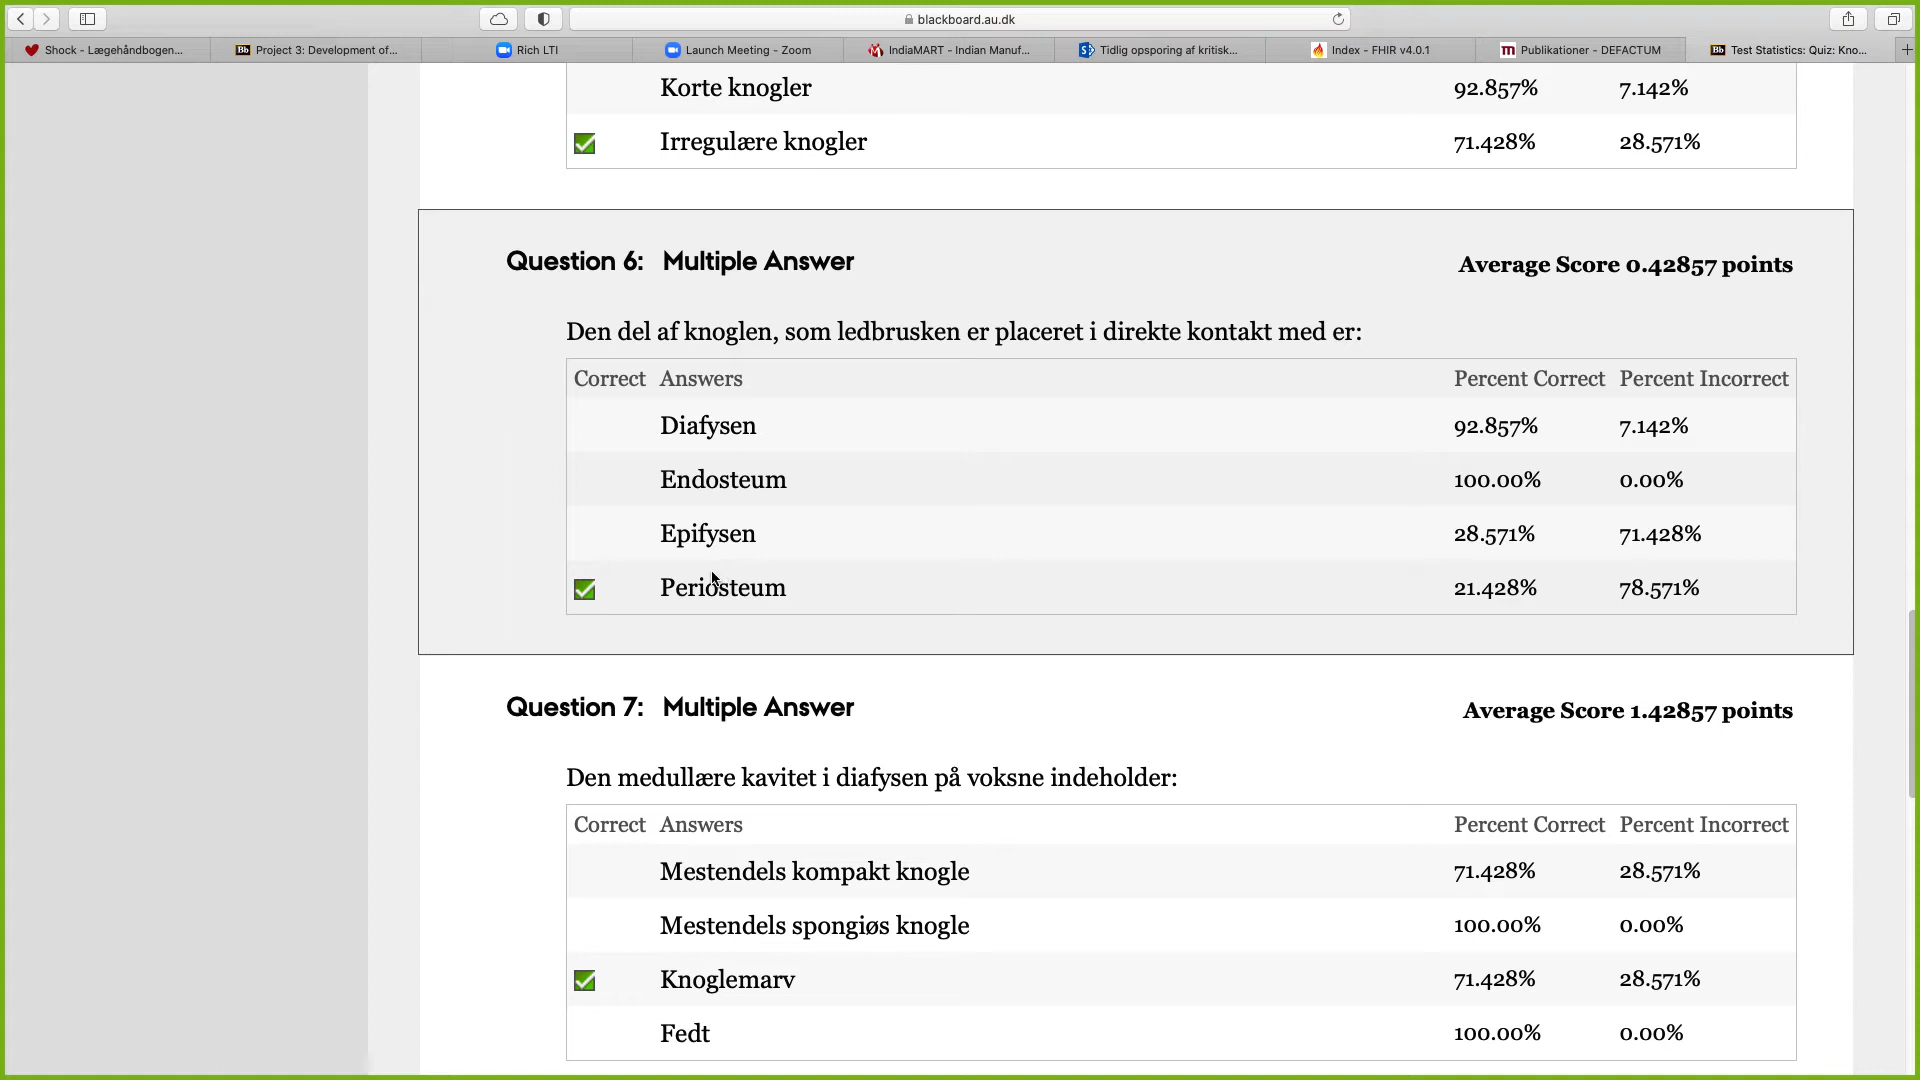 blackboard.au.dk
Shock - Lægehåndbogen...
Project 3: Development of...
Rich LTI
Launch Meeting - Zoom
IndiaMART - Indian Manuf...
Tidlig opsporing af kritisk...
Index - FHIR v4.0.1
Publikationer - DEFACTUM
Test Statistics: Quiz: Kno...
Korte knogler 92.857% 7.142%
Irregulære knogler 71.428% 28.571%
Question 6: Multiple Answer Average Score 0.42857 points
Den del af knoglen, som ledbrusken er placeret i direkte kontakt med er:
Correct Answers Percent Correct Percent Incorrect
Diafysen 92.857% 7.142%
Endosteum 100.00% 0.00%
Epifysen 28.571% 71.428%
Periosteum 21.428% 78.571%
Question 7: Multiple Answer Average Score 1.42857 points
Den medullære kavitet i diafysen på voksne indeholder:
Correct Answers Percent Correct Percent Incorrect
Mestendels kompakt knogle 71.428% 28.571%
Mestendels spongiøs knogle 100.00% 0.00%
Knoglemarv 71.428% 28.571%
Fedt 100.00% 0.00%